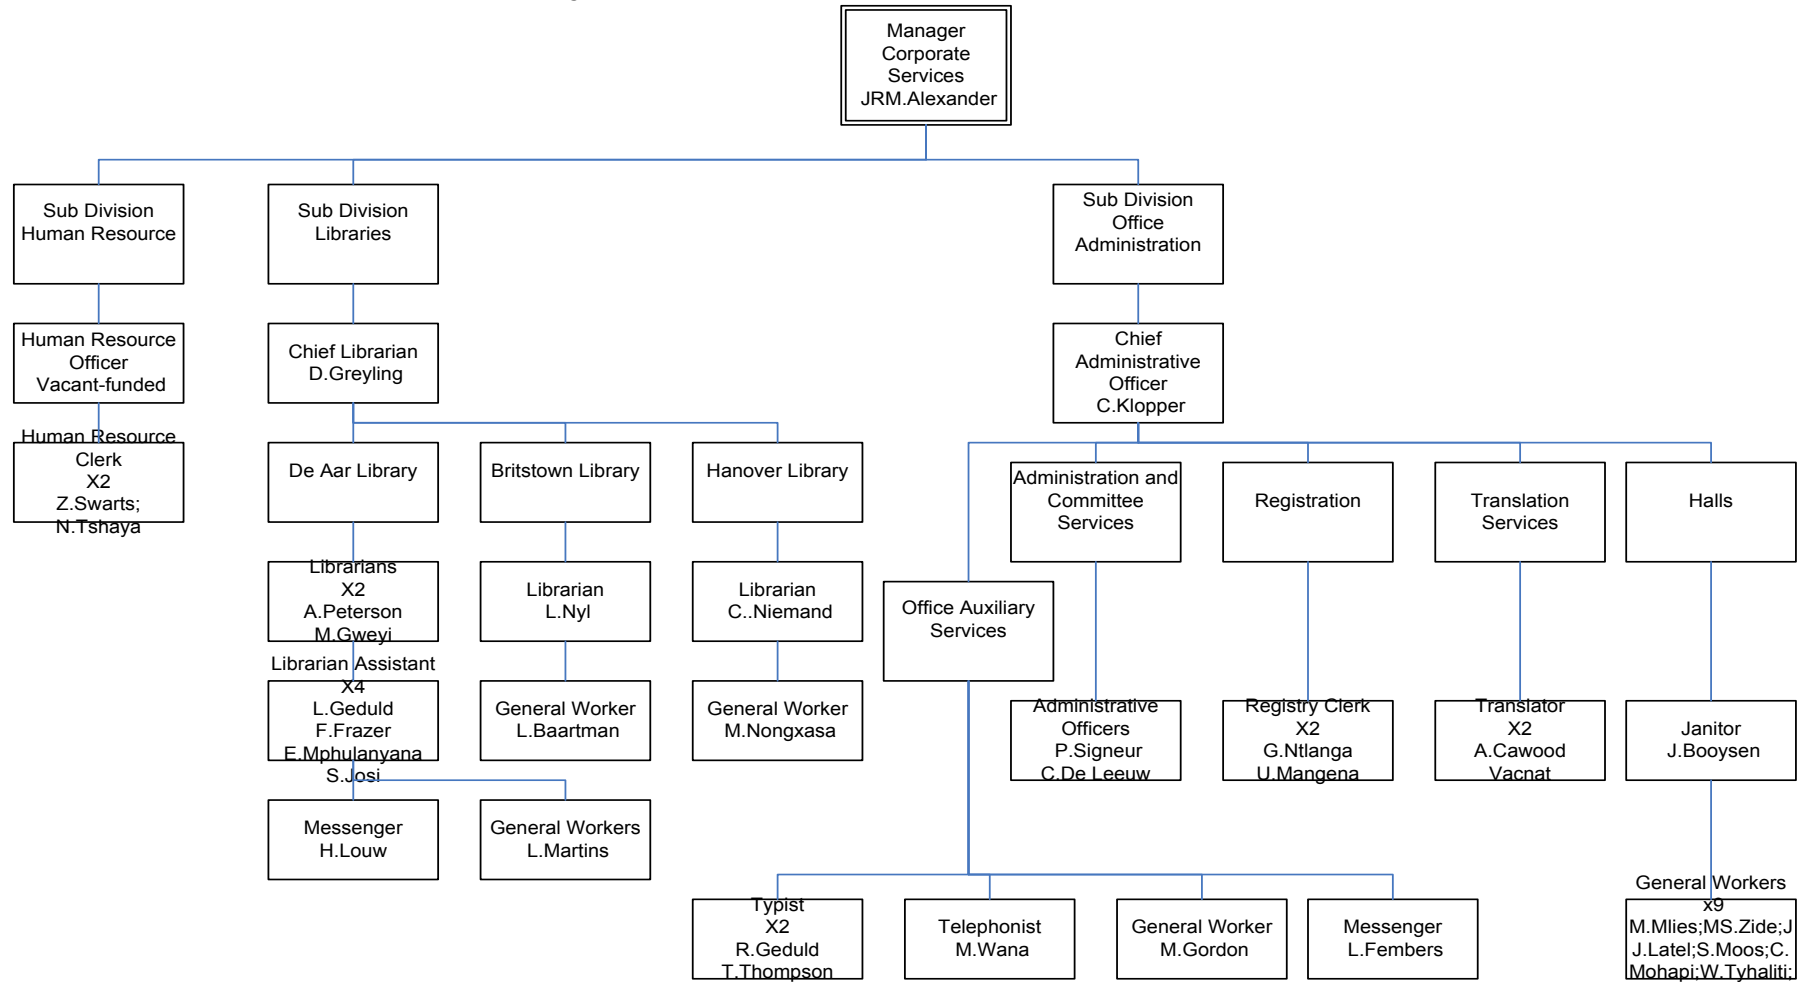 Manager
Corporate
Services
JRM.Alexander
Sub Division
Human Resource
Sub Division
Libraries
Sub Division
Office
Administration
Human Resource
Officer
Vacant-funded
Chief Librarian
D.Greyling
Chief
Administrative
Officer
C.Klopper
Human Resource
Clerk
X2
Z.Swarts;
N.Tshaya
De Aar Library
Britstown Library
Hanover Library
Administration and
Committee
Services
Registration
Translation
Services
Halls
Librarians
X2
A.Peterson
M.Gweyi
Librarian
L.Nyl
Librarian
C..Niemand
Office Auxiliary
Services
Librarian Assistant
X4
L.Geduld
F.Frazer
E.Mphulanyana
S.Josi
General Worker
L.Baartman
General Worker
M.Nongxasa
Administrative
Officers
P.Signeur
C.De Leeuw
Registry Clerk
X2
G.Ntlanga
U.Mangena
Translator
X2
A.Cawood
Vacnat
Janitor
J.Booysen
Messenger
H.Louw
General Workers
L.Martins
Typist
X2
R.Geduld
T.Thompson
Telephonist
M.Wana
General Worker
M.Gordon
Messenger
L.Fembers
General Workers
x9
M.Mlies;MS.Zide;J
J.Latel;S.Moos;C.
Mohapi;W.Tyhaliti;